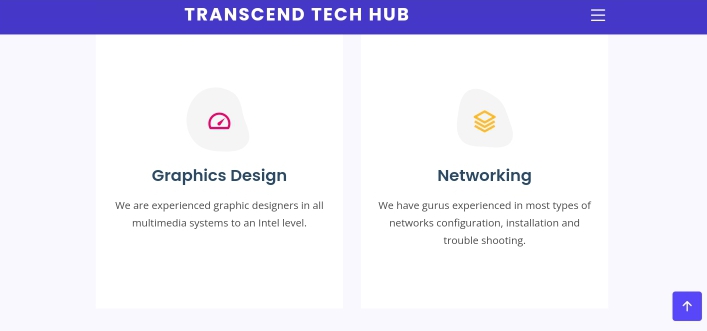 TRANSCEND TECH HUB
Graphics Design
We are experienced graphic designers in all
multimedia systems to an intel level.
Networking
We have gurus experienced in most types of
networks configuration, installation and
trouble shooting.